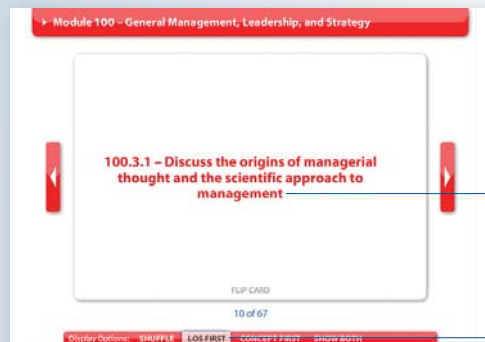 Module 100 – General Management, Leadership, and Strategy
100.3.1 – Discuss the origins of managerial
thought and the scientific approach to
management
FLIP CARD
10 of 67
Display Options: SHUFFLE LOS FIRST CONCEPT FIRST SHOW BOTH